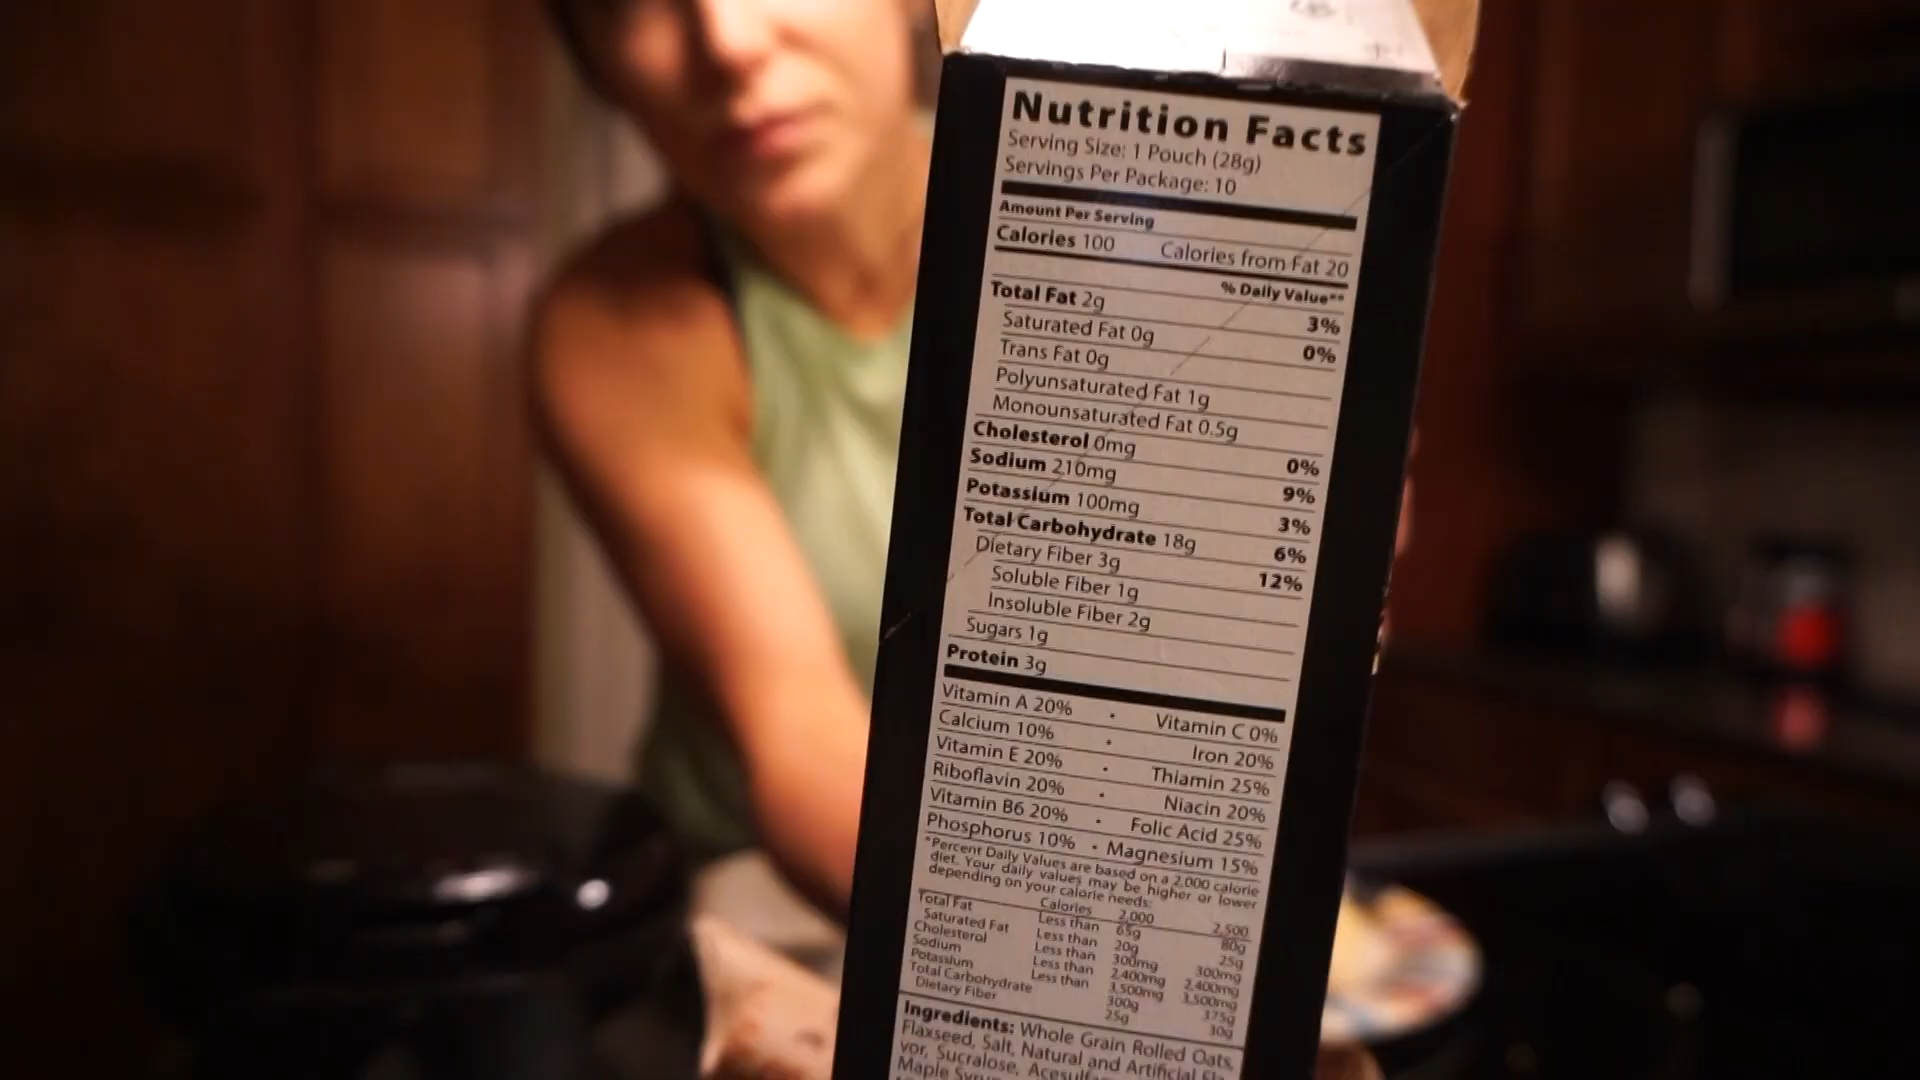 Nutrition Facts
Serving Size: 1 Pouch (28g)
Servings Per Package: 10
Amount Per Serving
Calories 100 Calories from Fat 20
% Daily Value**
Total Fat 2g 3%
Saturated Fat 0g 0%
Trans Fat 0g
Polyunsaturated Fat 1g
Monounsaturated Fat 0.5g
Cholesterol 0mg 0%
Sodium 210mg 9%
Potassium 100mg 3%
Total Carbohydrate 18g 6%
Dietary Fiber 3g 12%
Soluble Fiber 1g
Insoluble Fiber 2g
Sugars 1g
Protein 3g
Vitamin A 20% • Vitamin C 0%
Calcium 10% • Iron 20%
Vitamin E 20% • Thiamin 25%
Riboflavin 20% • Niacin 20%
Vitamin B6 20% • Folic Acid 25%
Phosphorus 10% • Magnesium 15%
*Percent Daily Values are based on a 2,000 calorie
diet. Your daily values may be higher or lower
depending on your calorie needs:
Calories 2,000 2,500
Total Fat Less than 65g 80g
Saturated Fat Less than 20g 25g
Cholesterol Less than 300mg 300mg
Sodium Less than 2,400mg 2,400mg
Potassium Less than 3,500mg 3,500mg
Total Carbohydrate 300g 375g
Dietary Fiber 25g 30g
Ingredients: Whole Grain Rolled Oats,
Flaxseed, Salt, Natural and Artificial Fla-
vor, Sucralose,
Maple